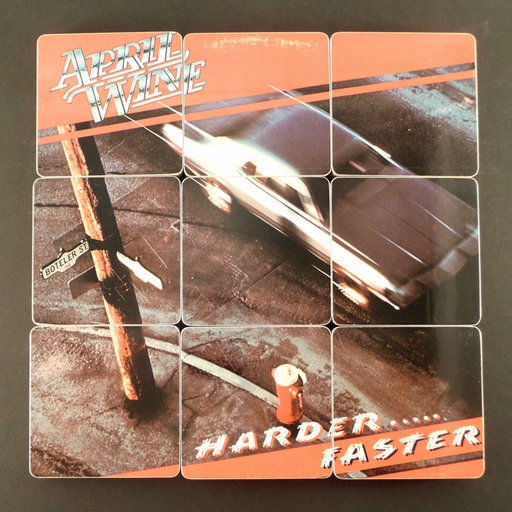 APRIL
WINE
BOTELER ST
HARDER.....
FASTER